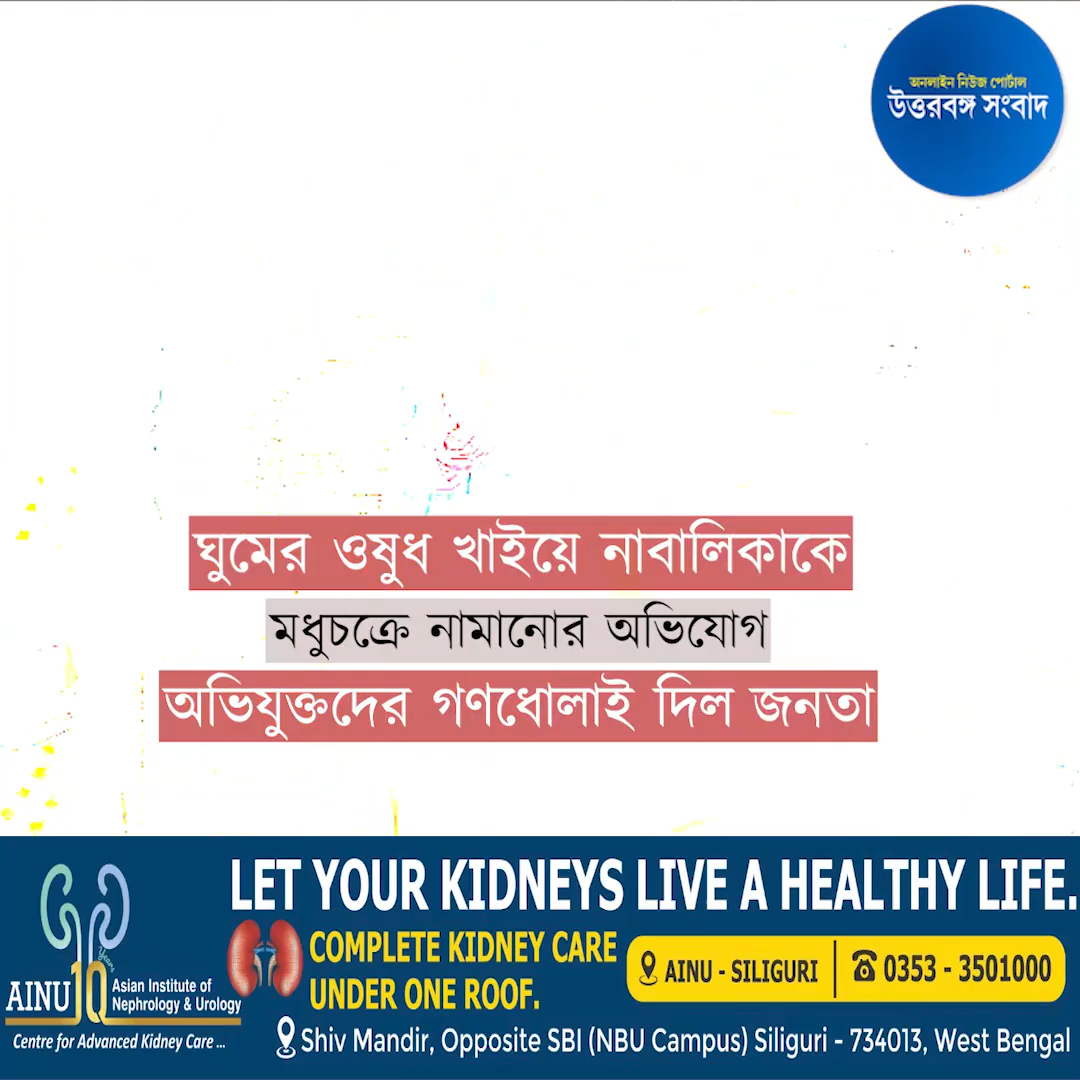 অনলাইন নিউজ পোর্টাল
উত্তরবঙ্গ সংবাদ
ঘুমের ওষুধ খাইয়ে নাবালিকাকে
মধুচক্রে নামানোর অভিযোগ
অভিযুক্তদের গণধোলাই দিল জনতা
LET YOUR KIDNEYS LIVE A HEALTHY LIFE.
COMPLETE KIDNEY CARE
UNDER ONE ROOF.
AINU - SILIGURI
0353 - 3501000
AINU 10 Years
Asian Institute of
Nephrology & Urology
Centre for Advanced Kidney Care ...
Shiv Mandir, Opposite SBI (NBU Campus) Siliguri - 734013, West Bengal